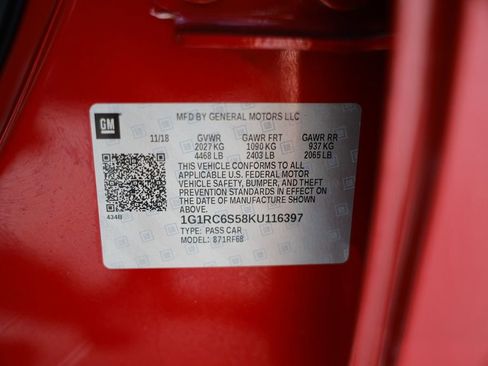 GM
MFD BY GENERAL MOTORS LLC
11/18 GVWR GAWR FRT GAWR RR
2027 KG 1090 KG 937 KG
4468 LB 2403 LB 2065 LB
THIS VEHICLE CONFORMS TO ALL
APPLICABLE U.S. FEDERAL MOTOR
VEHICLE SAFETY, BUMPER, AND THEFT
PREVENTION STANDARDS IN EFFECT ON
THE DATE OF MANUFACTURE SHOWN
ABOVE.
434B
1G1RC6S58KU116397
TYPE: PASS CAR
MODEL: 871RF68